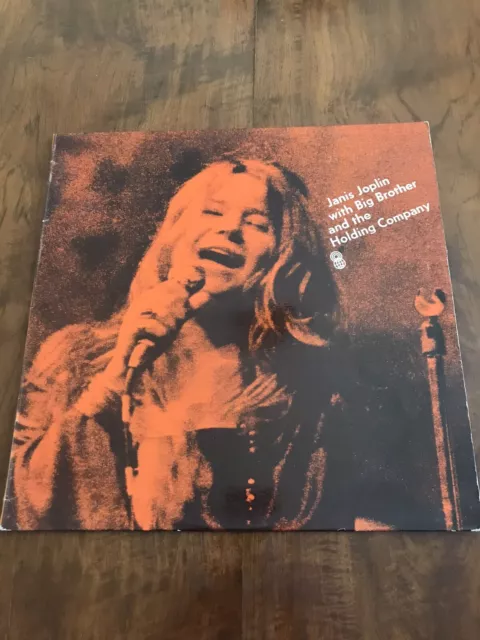 Janis Joplin
with Big Brother
and the
Holding Company